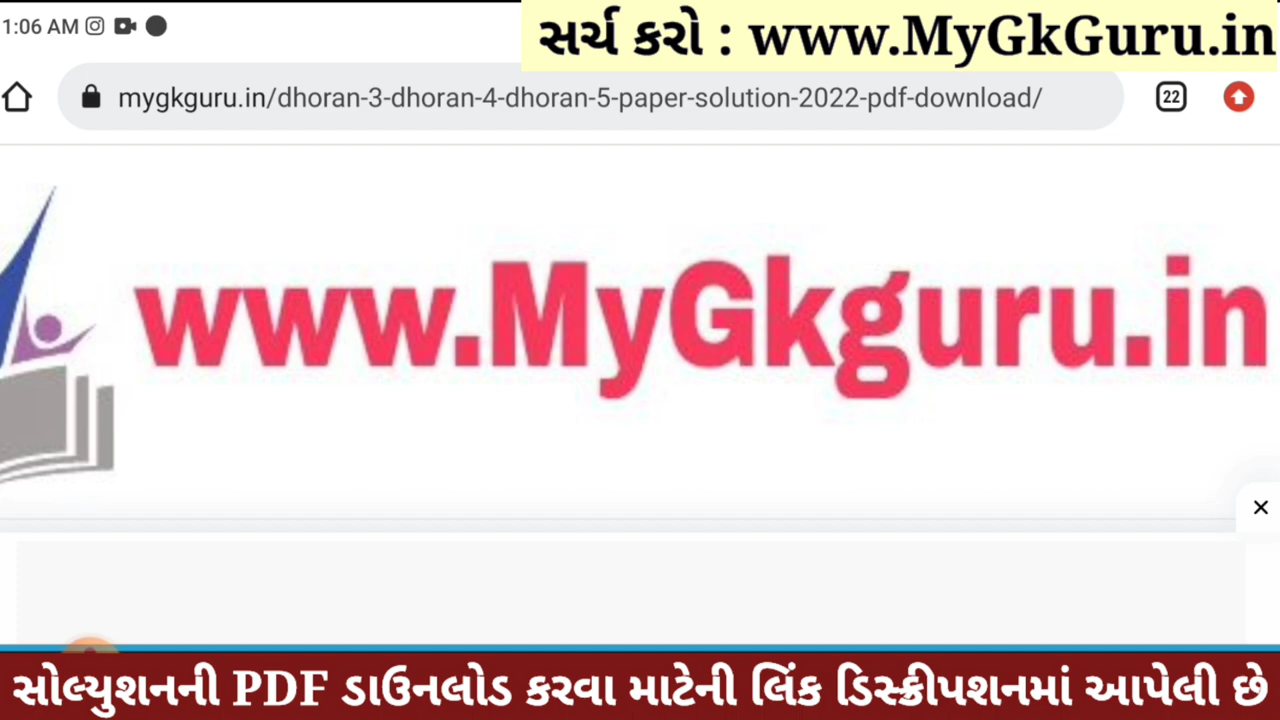 1:06 AM
સર્ચ કરો : www.MyGkGuru.in
mygkguru.in/dhoran-3-dhoran-4-dhoran-5-paper-solution-2022-pdf-download/
22
www.MyGkguru.in
સોલ્યુશનની PDF ડાઉનલોડ કરવા માટેની લિંક ડિસ્ક્રીપશનમાં આપેલી છે